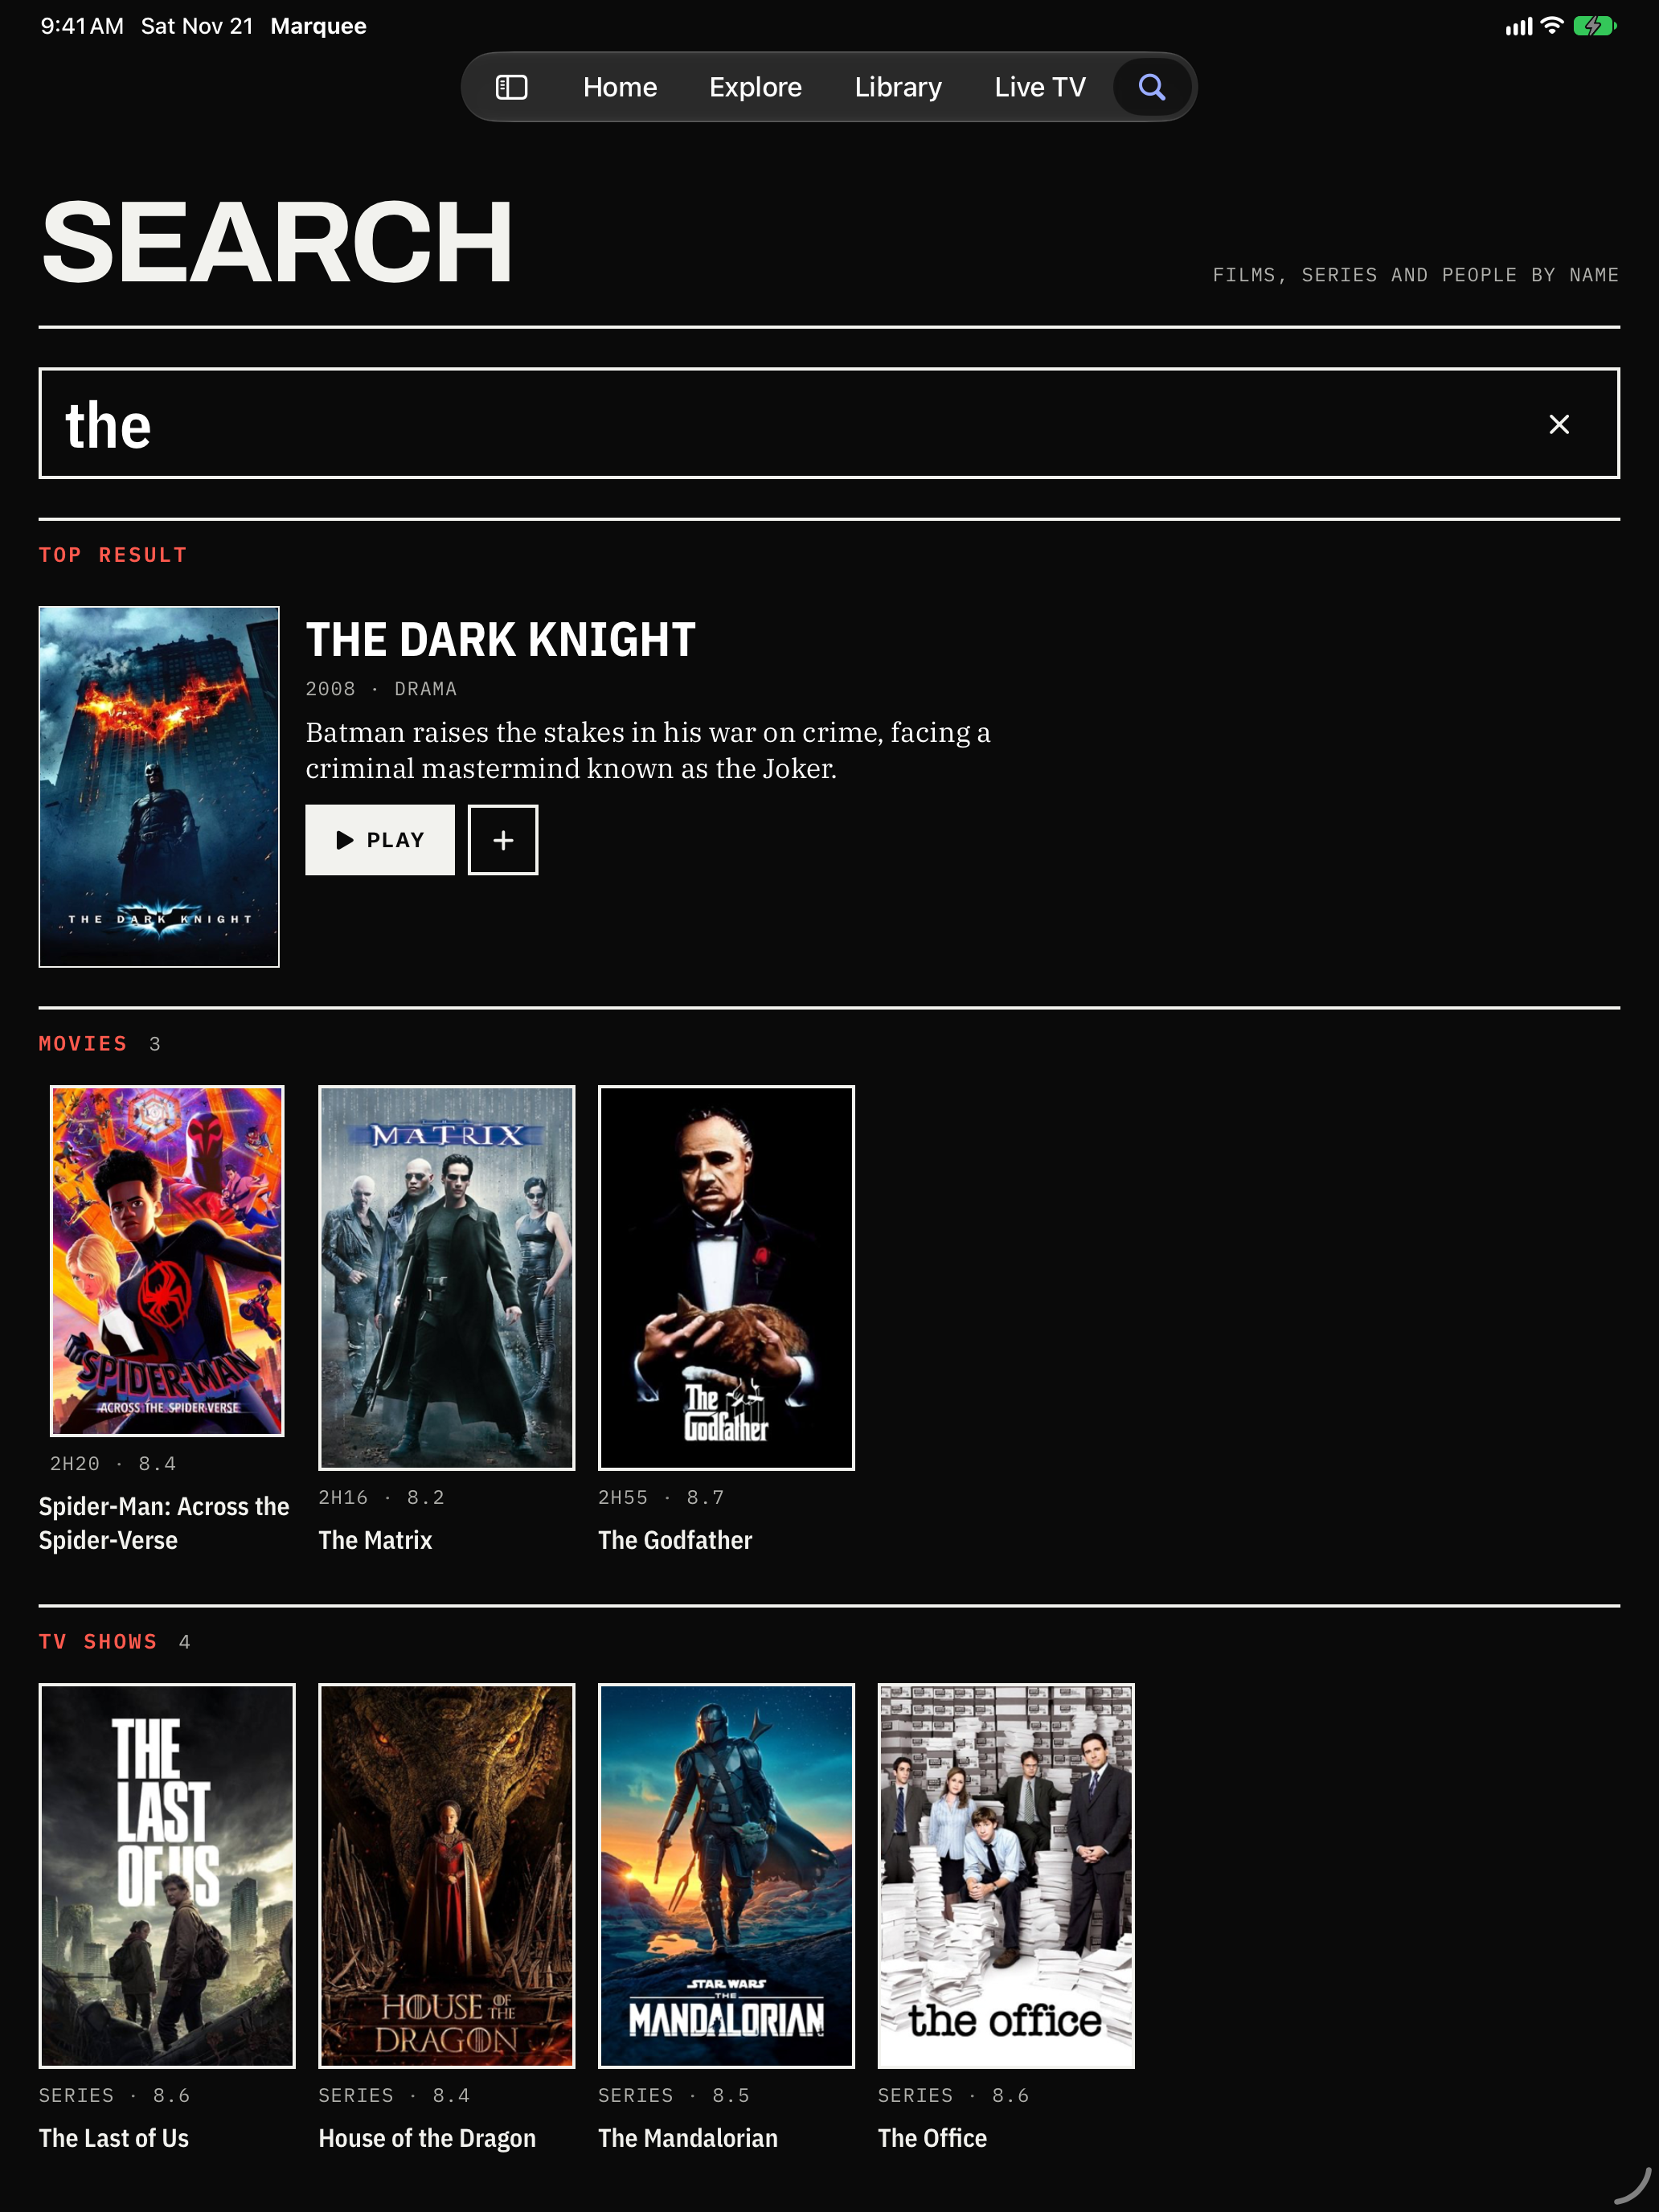 9:41 AM Sat Nov 21 Marquee
Home Explore Library Live TV
SEARCH
FILMS, SERIES AND PEOPLE BY NAME
the
TOP RESULT
THE DARK KNIGHT
THE DARK KNIGHT
2008 · DRAMA
Batman raises the stakes in his war on crime, facing a
criminal mastermind known as the Joker.
PLAY
MOVIES 3
SPIDER-MAN
ACROSS THE SPIDER-VERSE
2H20 · 8.4
Spider-Man: Across the
Spider-Verse
MATRIX
2H16 · 8.2
The Matrix
The
Godfather
2H55 · 8.7
The Godfather
TV SHOWS 4
THE
LAST
OF US
SERIES · 8.6
The Last of Us
HOUSE OF THE
DRAGON
SERIES · 8.4
House of the Dragon
STAR WARS
THE
MANDALORIAN
SERIES · 8.5
The Mandalorian
the office
SERIES · 8.6
The Office